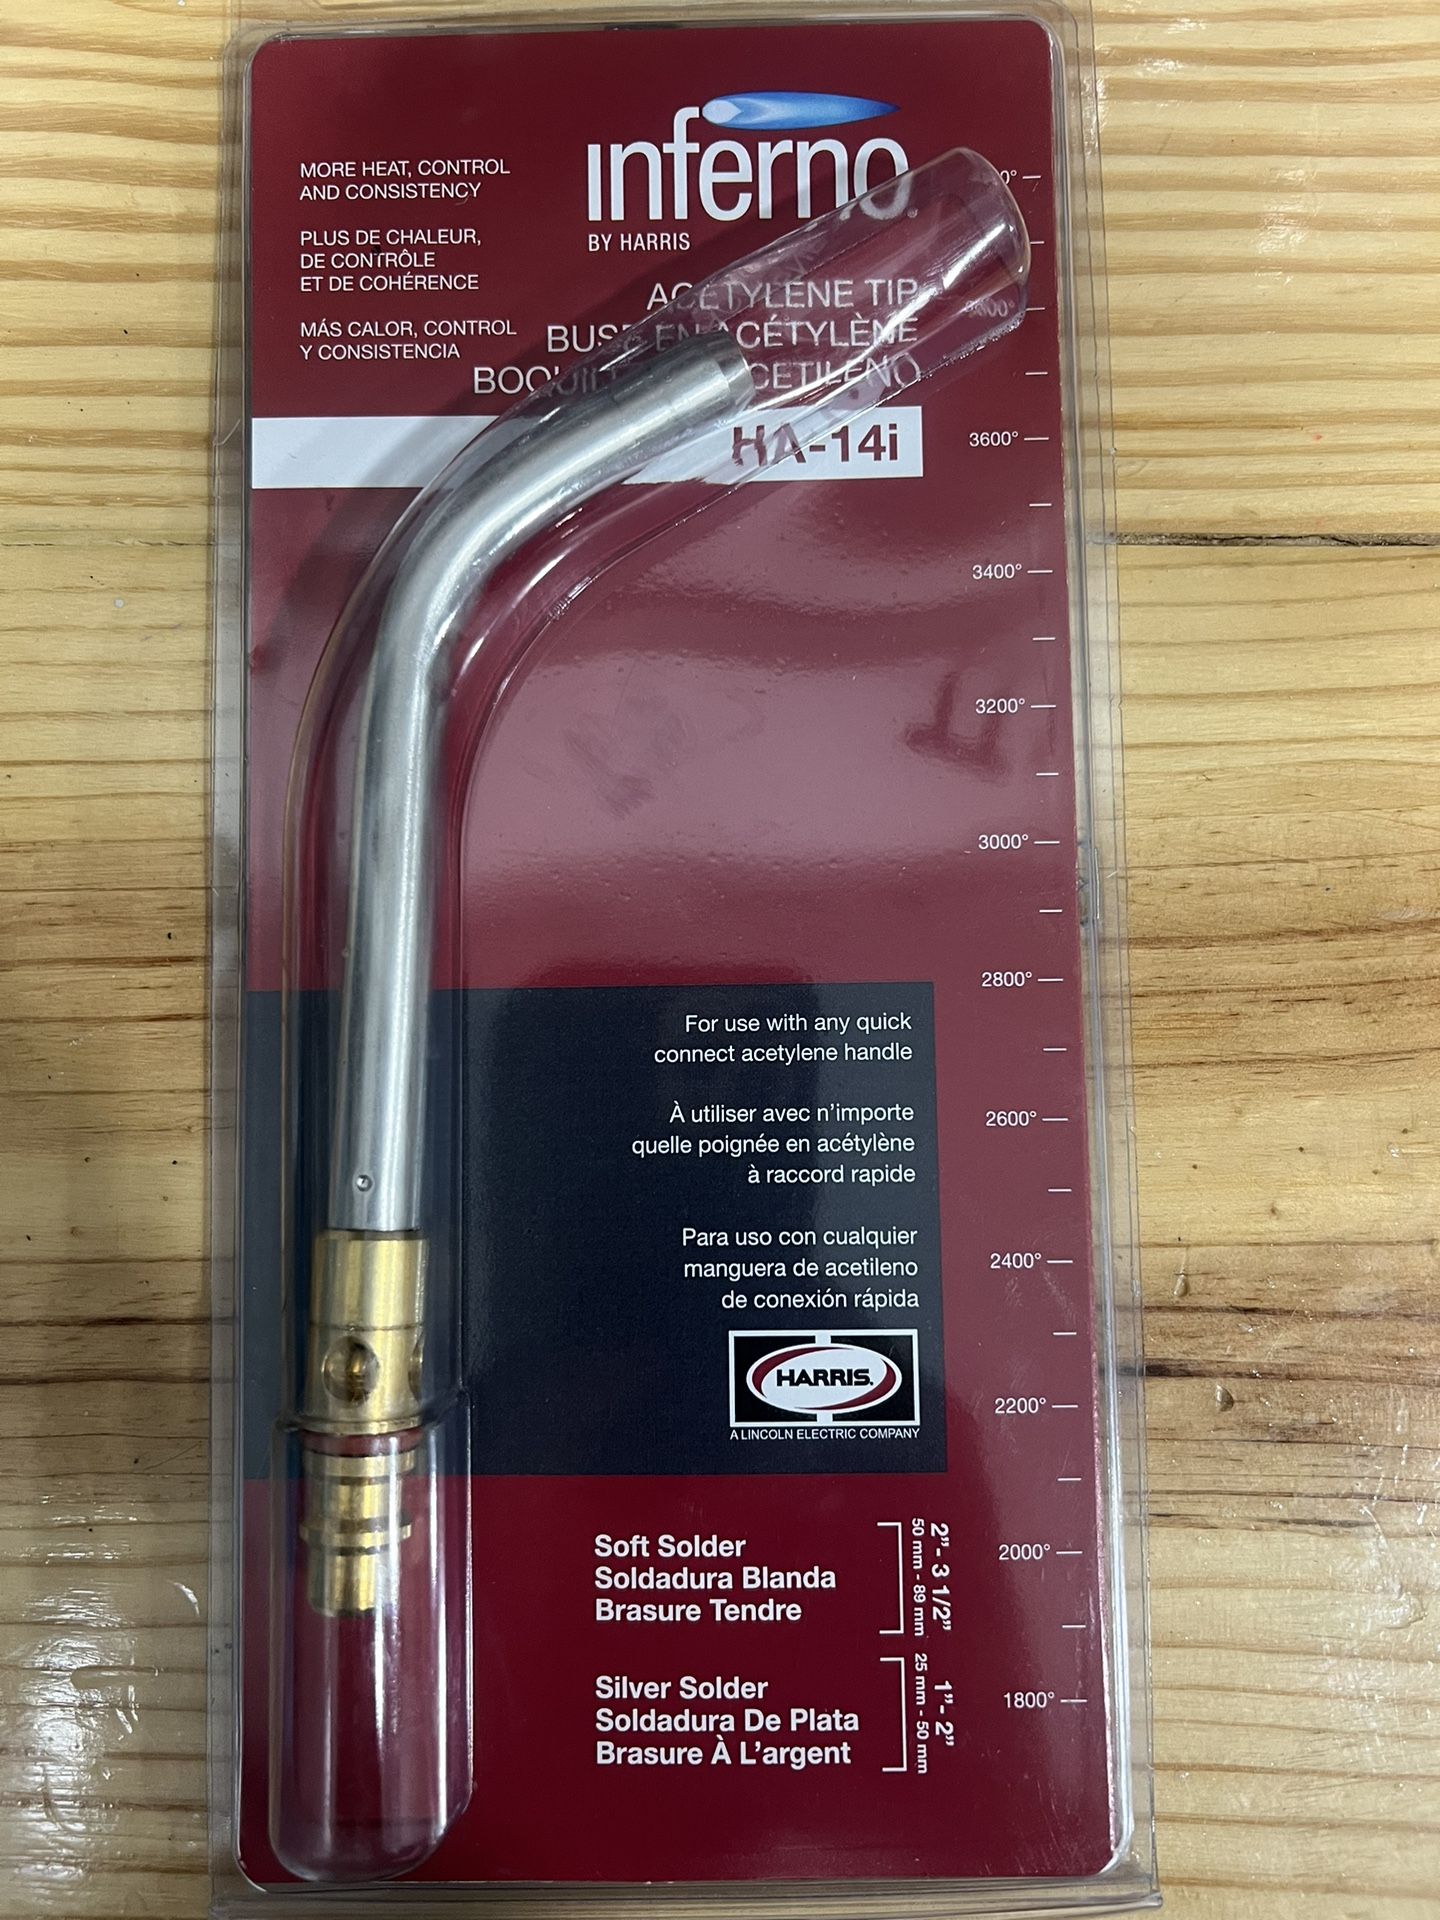 inferno
BY HARRIS
MORE HEAT, CONTROL
AND CONSISTENCY
PLUS DE CHALEUR,
DE CONTRÔLE
ET DE COHÉRENCE
MÁS CALOR, CONTROL
Y CONSISTENCIA
ACETYLENE TIP
BUSE EN ACÉTYLÈNE
ACETILENO
HA-14i
3600°
3400°
3200°
3000°
2800°
2600°
2400°
2200°
2000°
1800°
For use with any quick
connect acetylene handle
À utiliser avec n'importe
quelle poignée en acétylène
à raccord rapide
Para uso con cualquier
manguera de acetileno
de conexión rápida
HARRIS.
A LINCOLN ELECTRIC COMPANY
Soft Solder
Soldadura Blanda
Brasure Tendre
2”- 3 1/2”
50 mm - 89 mm
Silver Solder
Soldadura De Plata
Brasure À L'argent
1”- 2”
25 mm - 50 mm